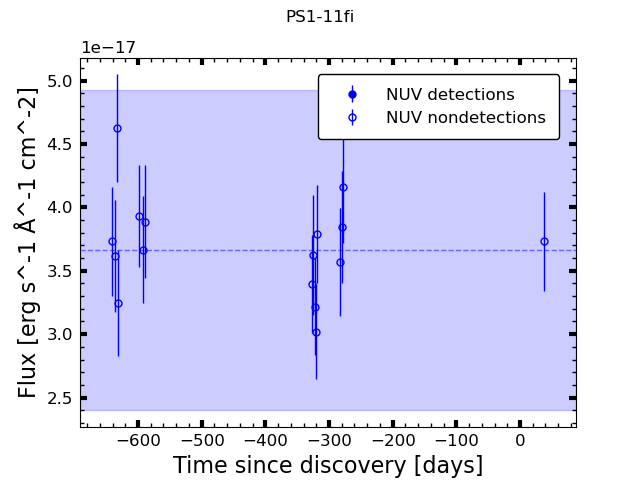 PS1-11fi
1e−17
5.0
4.5
4.0
3.5
3.0
2.5
Flux [erg s^-1 Å^-1 cm^-2]
NUV detections
NUV nondetections
−600 −500 −400 −300 −200 −100 0
Time since discovery [days]